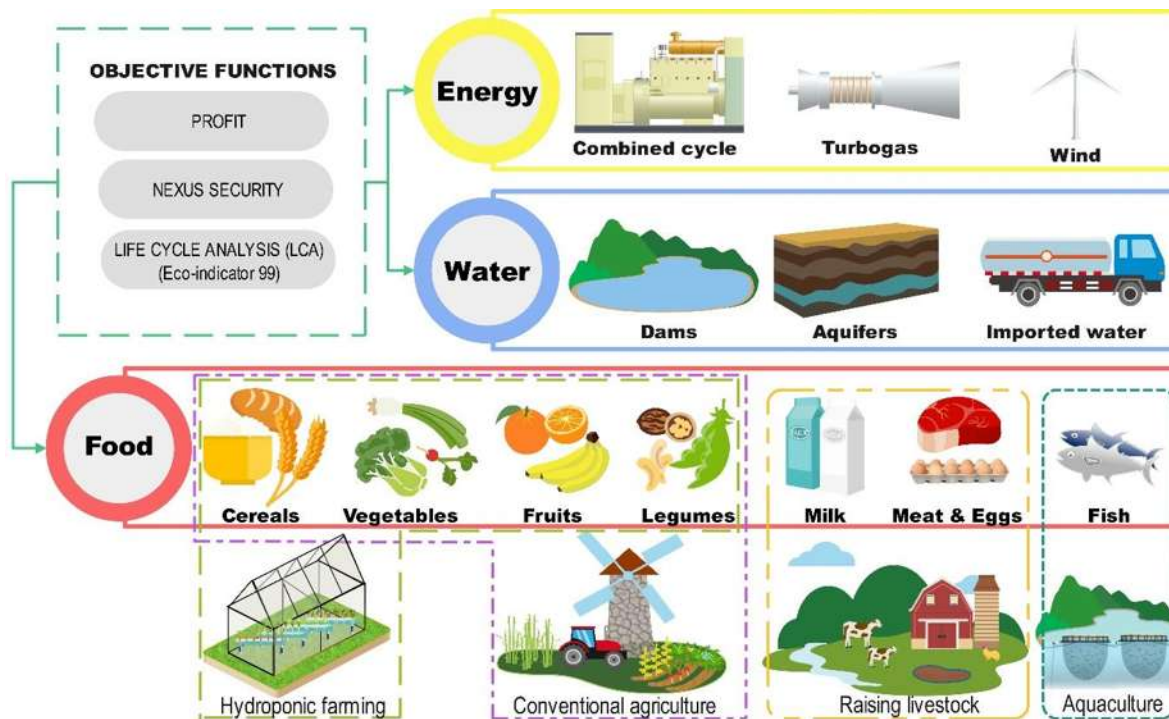 OBJECTIVE FUNCTIONS
PROFIT
NEXUS SECURITY
LIFE CYCLE ANALYSIS (LCA)
(Eco-indicator 99)
Energy
Combined cycle
Turbogas
Wind
Water
Dams
Aquifers
Imported water
Food
Cereals
Vegetables
Fruits
Legumes
Milk
Meat & Eggs
Fish
Hydroponic farming
Conventional agriculture
Raising livestock
Aquaculture